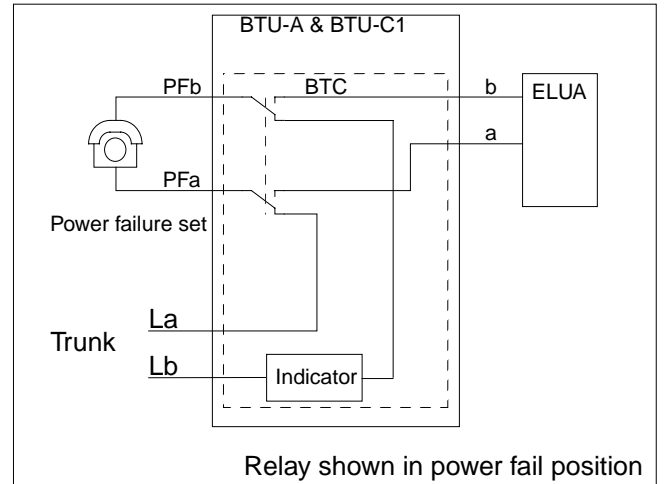 BTU-A & BTU-C1
PFb
BTC
b
ELUA
a
PFa
Power failure set
La
Trunk
Lb
Indicator
Relay shown in power fail position